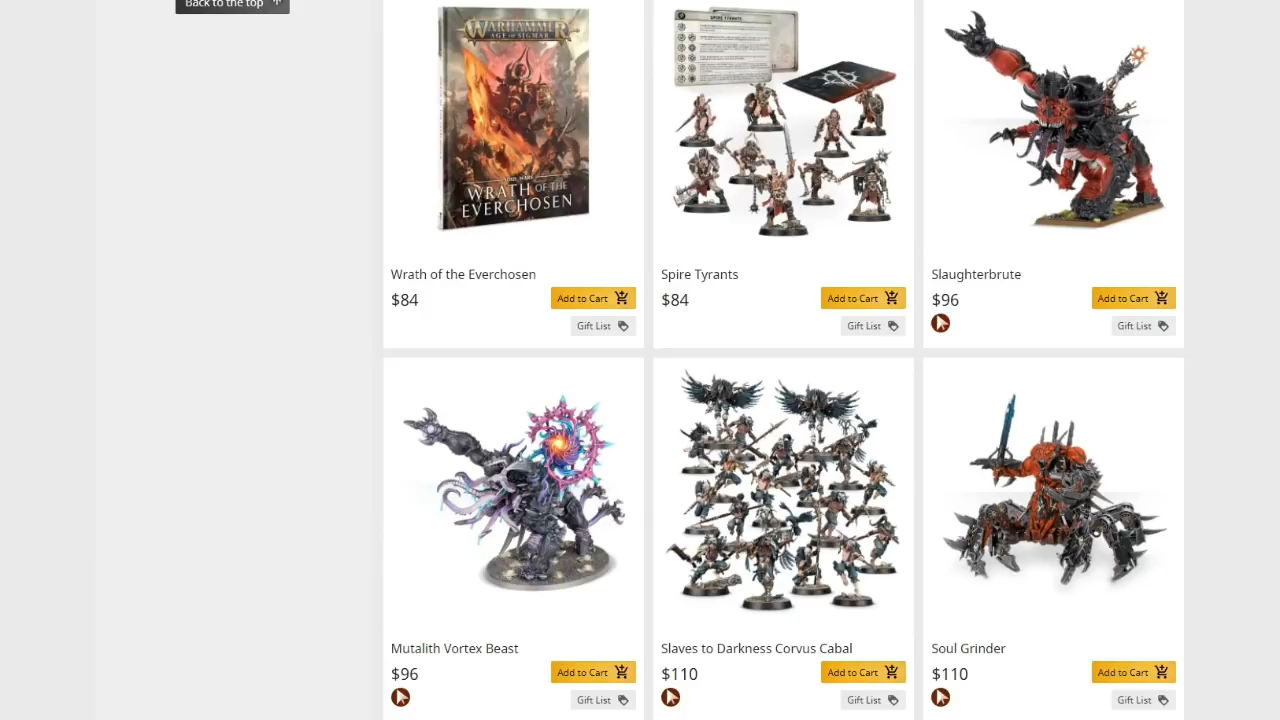 Back to the top
WARHAMMER
AGE OF SIGMAR
WRATH OF THE
EVERCHOSEN
SPIRE TYRANTS
Wrath of the Everchosen
$84
Add to Cart
Gift List
Spire Tyrants
$84
Add to Cart
Gift List
Slaughterbrute
$96
Add to Cart
Gift List
Mutalith Vortex Beast
$96
Add to Cart
Gift List
Slaves to Darkness Corvus Cabal
$110
Add to Cart
Gift List
Soul Grinder
$110
Add to Cart
Gift List